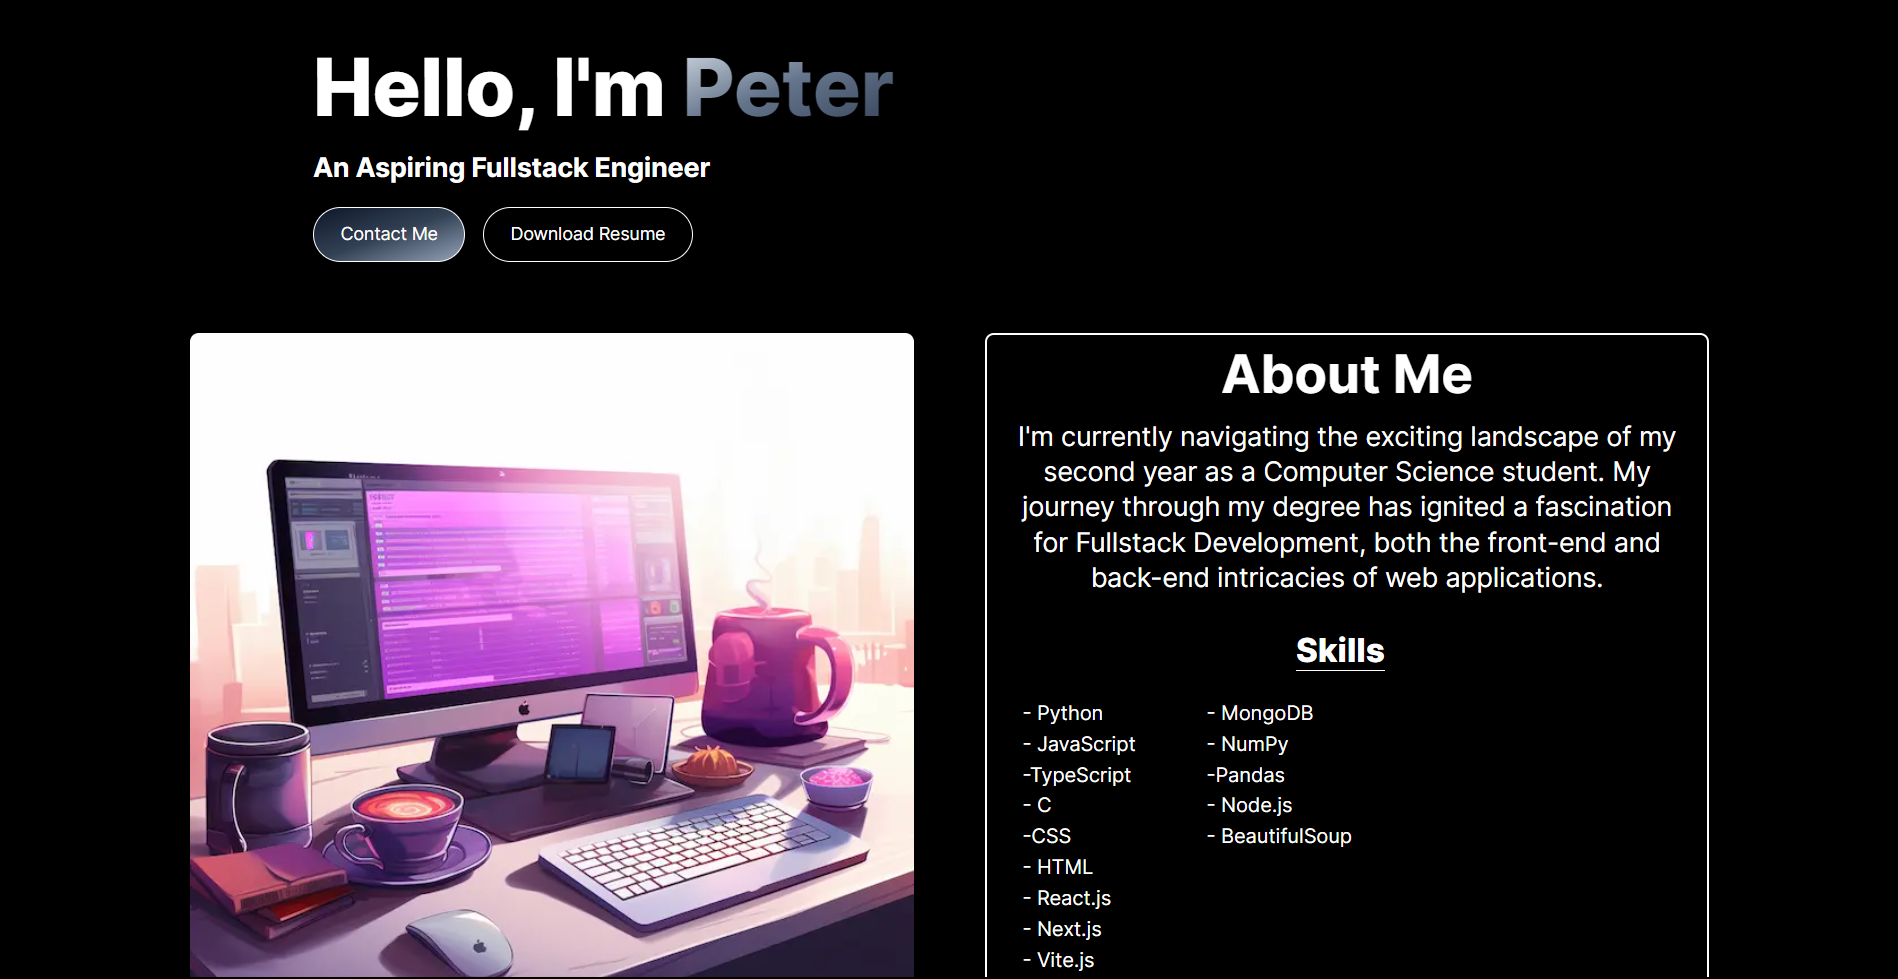 Hello, I'm Peter
An Aspiring Fullstack Engineer
Contact Me
Download Resume
About Me
I'm currently navigating the exciting landscape of my
second year as a Computer Science student. My
journey through my degree has ignited a fascination
for Fullstack Development, both the front-end and
back-end intricacies of web applications.
Skills
- Python
- JavaScript
-TypeScript
- C
-CSS
- HTML
- React.js
- Next.js
- Vite.js
- MongoDB
- NumPy
-Pandas
- Node.js
- BeautifulSoup